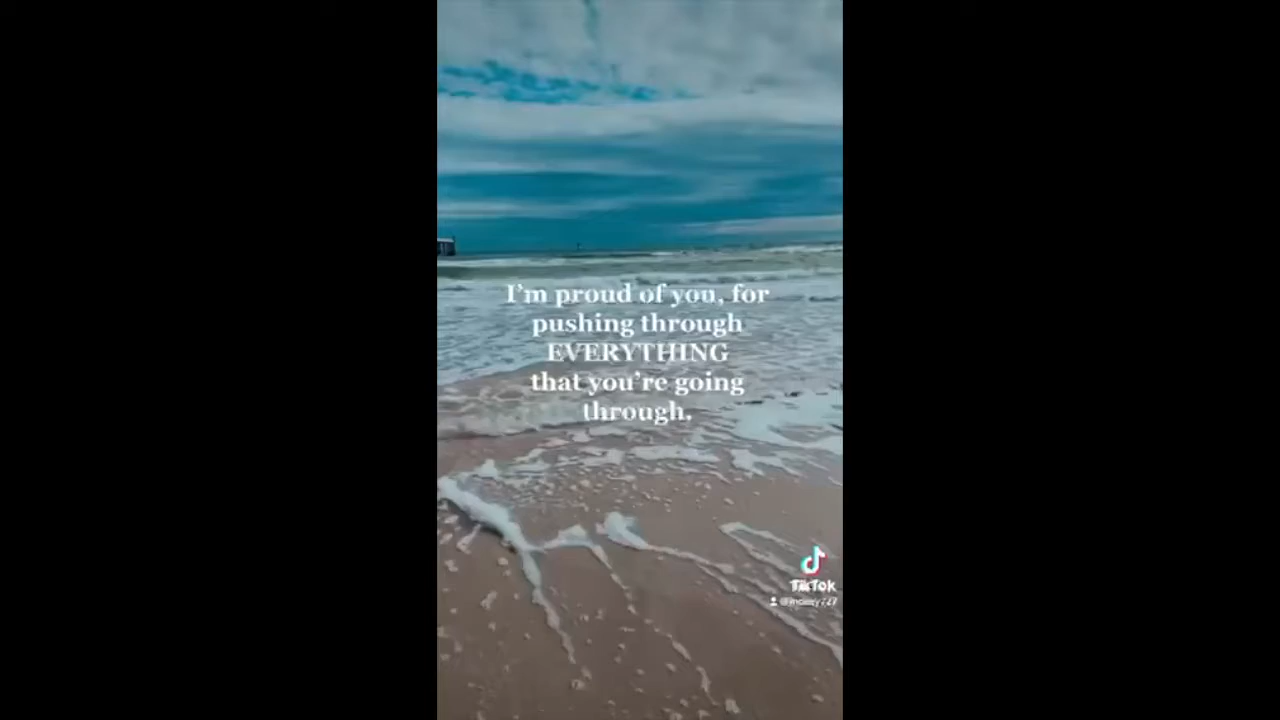 I'm proud of you, for
pushing through
EVERYTHING
that you're going
through.
TikTok